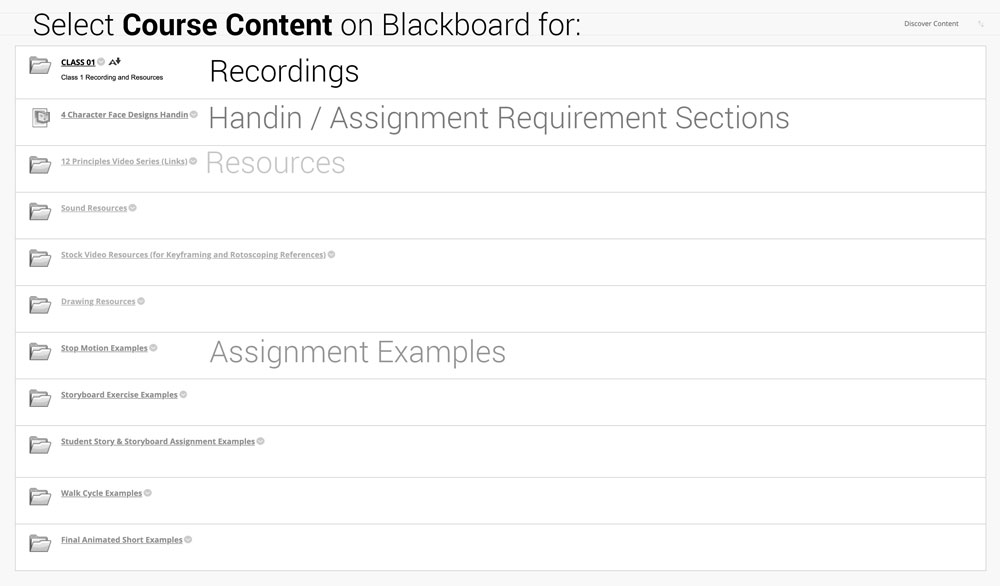 Select Course Content on Blackboard for:
Discover Content
CLASS 01
Class 1 Recording and Resources
Recordings
4 Character Face Designs Handin
Handin / Assignment Requirement Sections
12 Principles Video Series (Links)
Resources
Sound Resources
Stock Video Resources (for Keyframing and Rotoscoping References)
Drawing Resources
Stop Motion Examples
Assignment Examples
Storyboard Exercise Examples
Student Story & Storyboard Assignment Examples
Walk Cycle Examples
Final Animated Short Examples